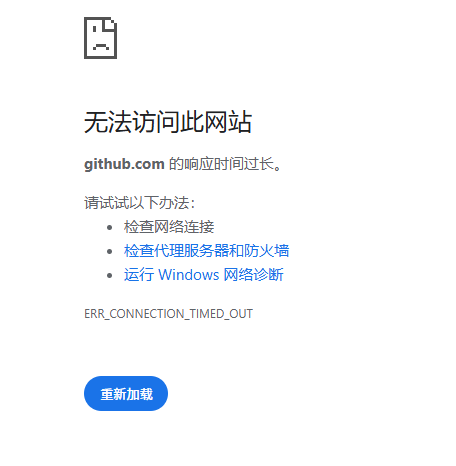 无法访问此网站
github.com 的响应时间过长。
请试试以下办法：
检查网络连接
检查代理服务器和防火墙
运行 Windows 网络诊断
ERR_CONNECTION_TIMED_OUT
重新加载